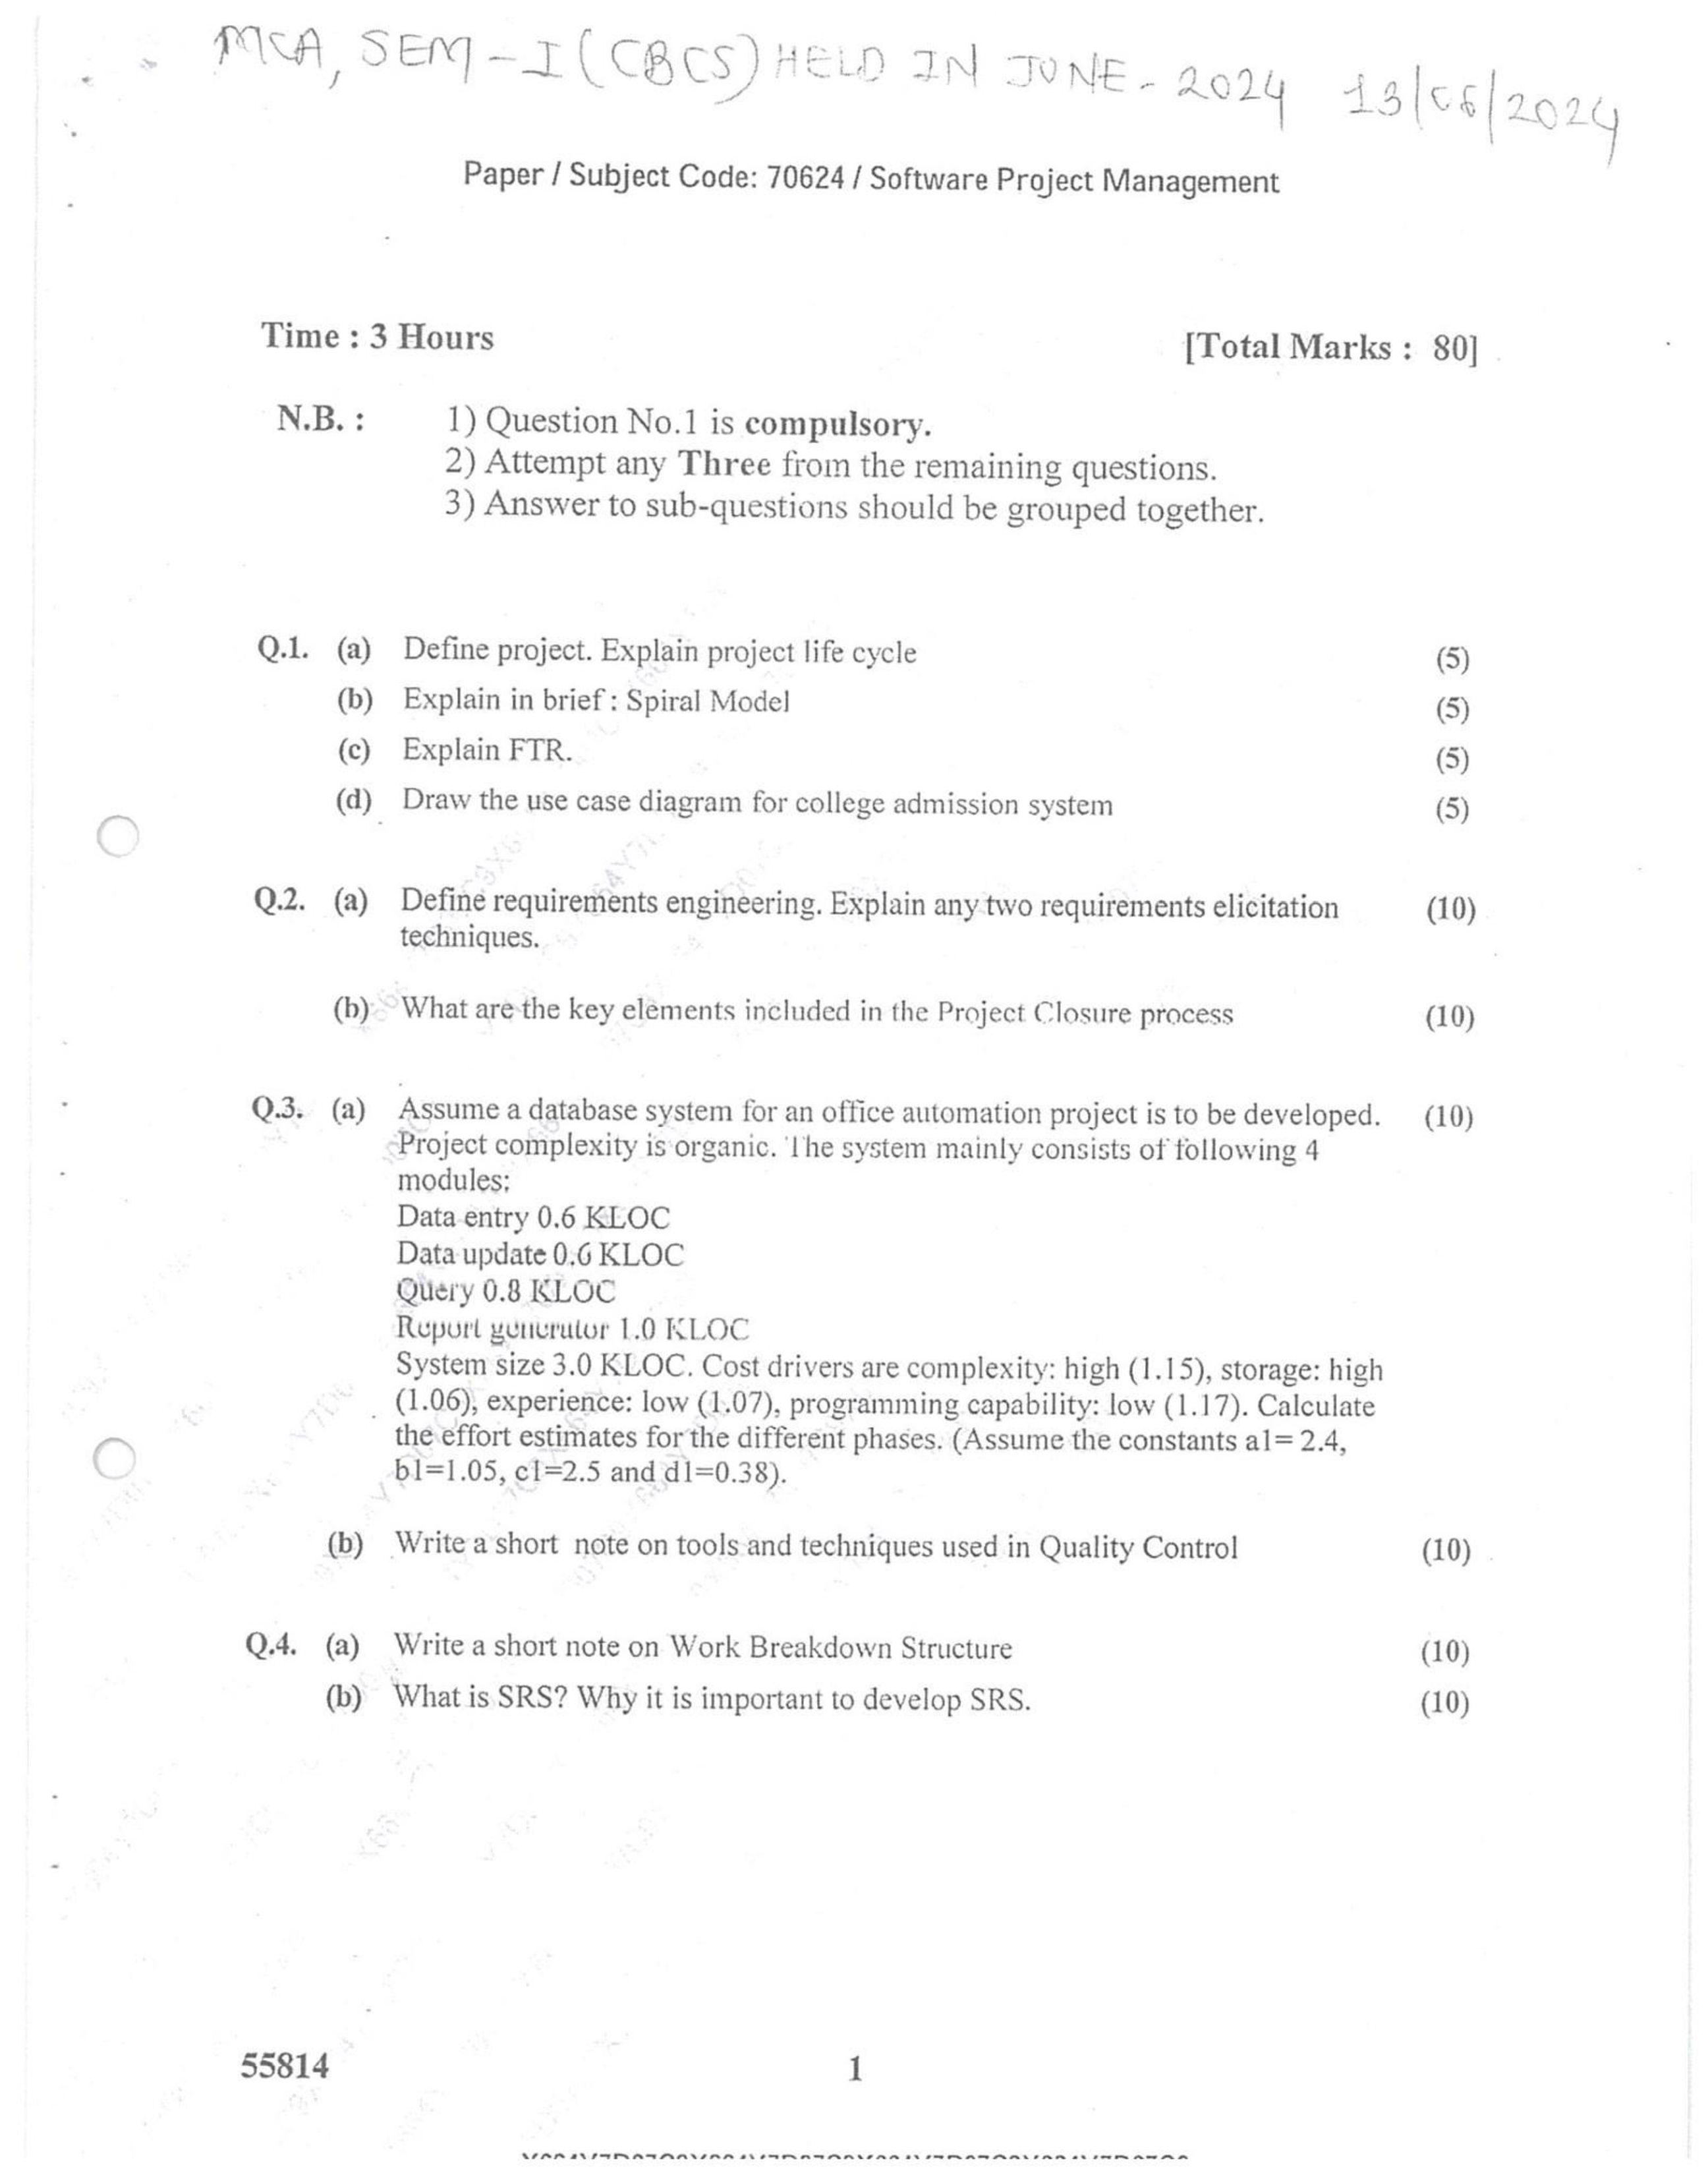 MCA, SEM-I (CBCS) HELD IN JUNE-2024 13/06/2024
Paper / Subject Code: 70624 / Software Project Management
Time : 3 Hours [Total Marks : 80]
N.B. : 1) Question No.1 is compulsory.
2) Attempt any Three from the remaining questions.
3) Answer to sub-questions should be grouped together.
Q.1. (a) Define project. Explain project life cycle (5)
(b) Explain in brief : Spiral Model (5)
(c) Explain FTR. (5)
(d) Draw the use case diagram for college admission system (5)
Q.2. (a) Define requirements engineering. Explain any two requirements elicitation (10)
techniques.
(b) What are the key elements included in the Project Closure process (10)
Q.3. (a) Assume a database system for an office automation project is to be developed. (10)
Project complexity is organic. The system mainly consists of following 4
modules;
Data entry 0.6 KLOC
Data update 0.6 KLOC
Query 0.8 KLOC
Report generator 1.0 KLOC
System size 3.0 KLOC. Cost drivers are complexity: high (1.15), storage: high
(1.06), experience: low (1.07), programming capability: low (1.17). Calculate
the effort estimates for the different phases. (Assume the constants a1= 2.4,
b1=1.05, c1=2.5 and d1=0.38).
(b) Write a short note on tools and techniques used in Quality Control (10)
Q.4. (a) Write a short note on Work Breakdown Structure (10)
(b) What is SRS? Why it is important to develop SRS. (10)
55814 1